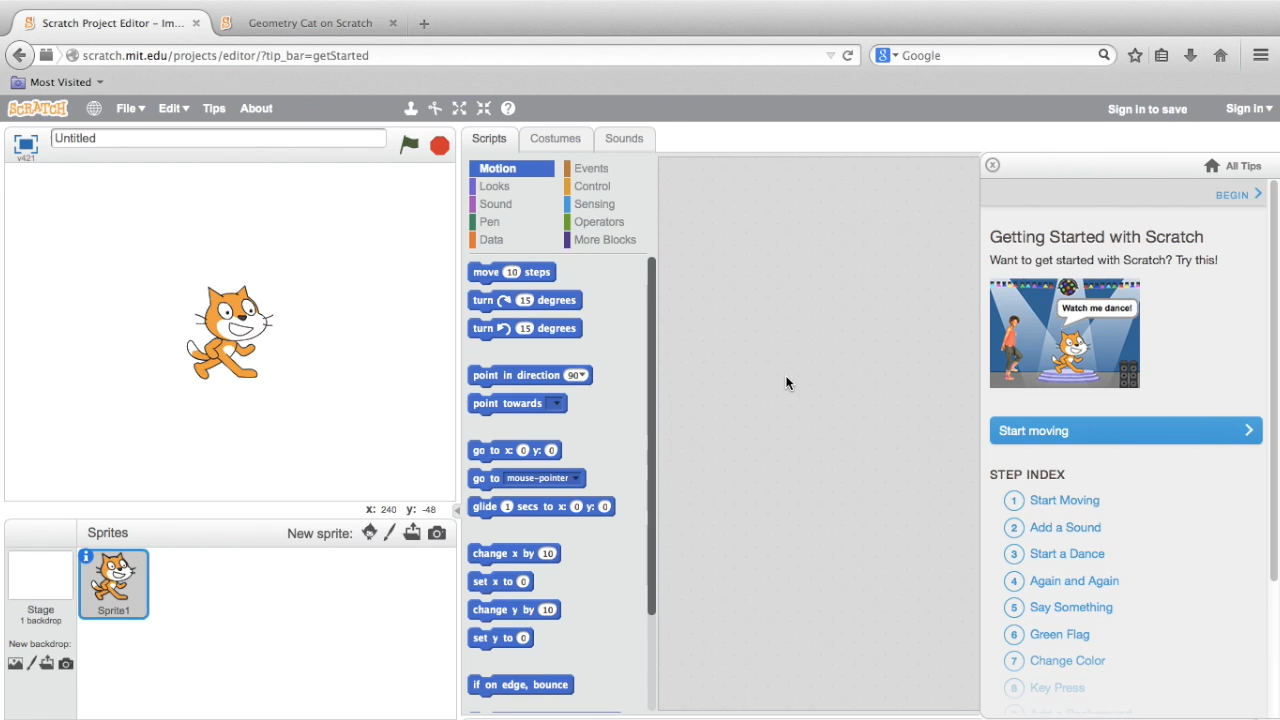 Scratch Project Editor - Im...
Geometry Cat on Scratch
scratch.mit.edu/projects/editor/?tip_bar=getStarted
Google
Most Visited
SCRATCH
File
Edit
Tips
About
Sign in to save
Sign in
v421
Untitled
Scripts
Costumes
Sounds
Motion
Looks
Sound
Pen
Data
Events
Control
Sensing
Operators
More Blocks
move 10 steps
turn 15 degrees
turn 15 degrees
point in direction 90
point towards
go to x: 0 y: 0
go to mouse-pointer
glide 1 secs to x: 0 y: 0
change x by 10
set x to 0
change y by 10
set y to 0
if on edge, bounce
x: 240 y: -48
Sprites
New sprite:
Sprite1
Stage
1 backdrop
New backdrop:
All Tips
BEGIN
Getting Started with Scratch
Want to get started with Scratch? Try this!
Watch me dance!
Start moving
STEP INDEX
1 Start Moving
2 Add a Sound
3 Start a Dance
4 Again and Again
5 Say Something
6 Green Flag
7 Change Color
8 Key Press